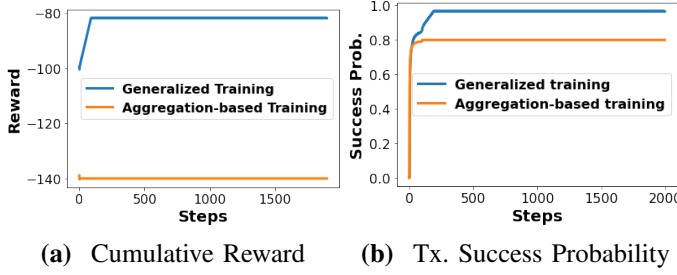 −80
−100
−120
−140
Reward
Generalized Training
Aggregation-based Training
0
500
1000
1500
Steps
(a) Cumulative Reward
1.0
0.8
0.6
0.4
0.2
0.0
Success Prob.
Generalized training
Aggregation-based training
0
500
1000
1500
2000
Steps
(b) Tx. Success Probability